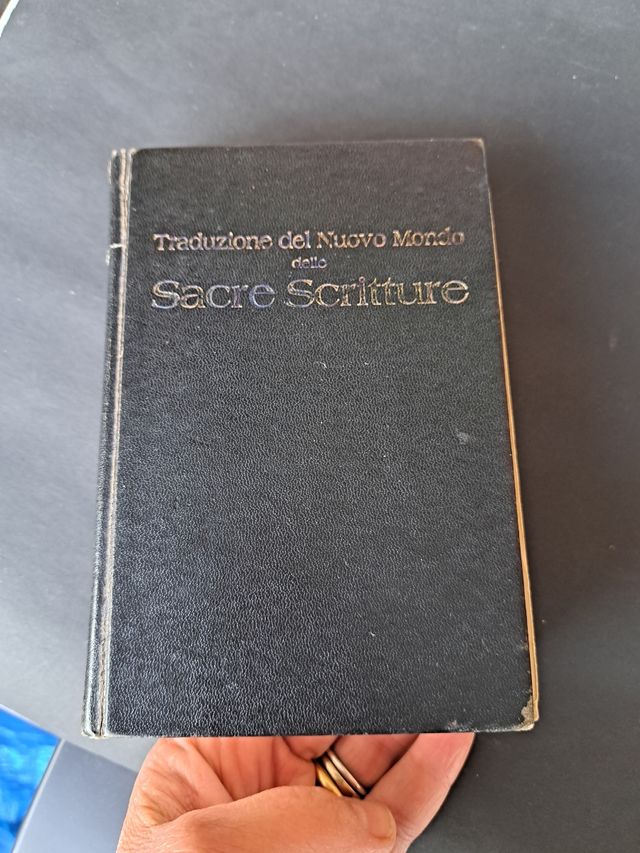 Traduzione del Nuovo Mondo
delle
Sacre Scritture